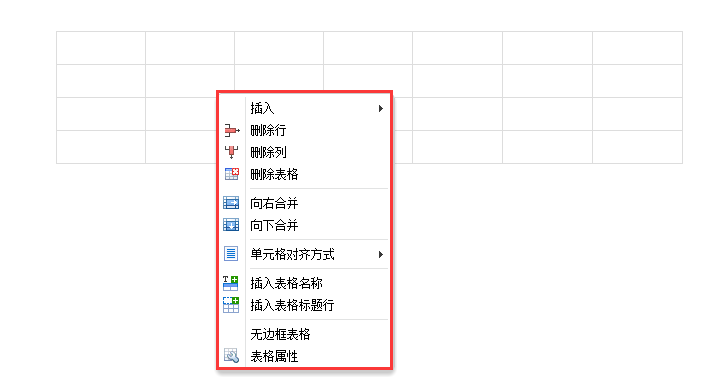 插入
删除行
删除列
删除表格
向右合并
向下合并
单元格对齐方式
插入表格名称
插入表格标题行
无边框表格
表格属性